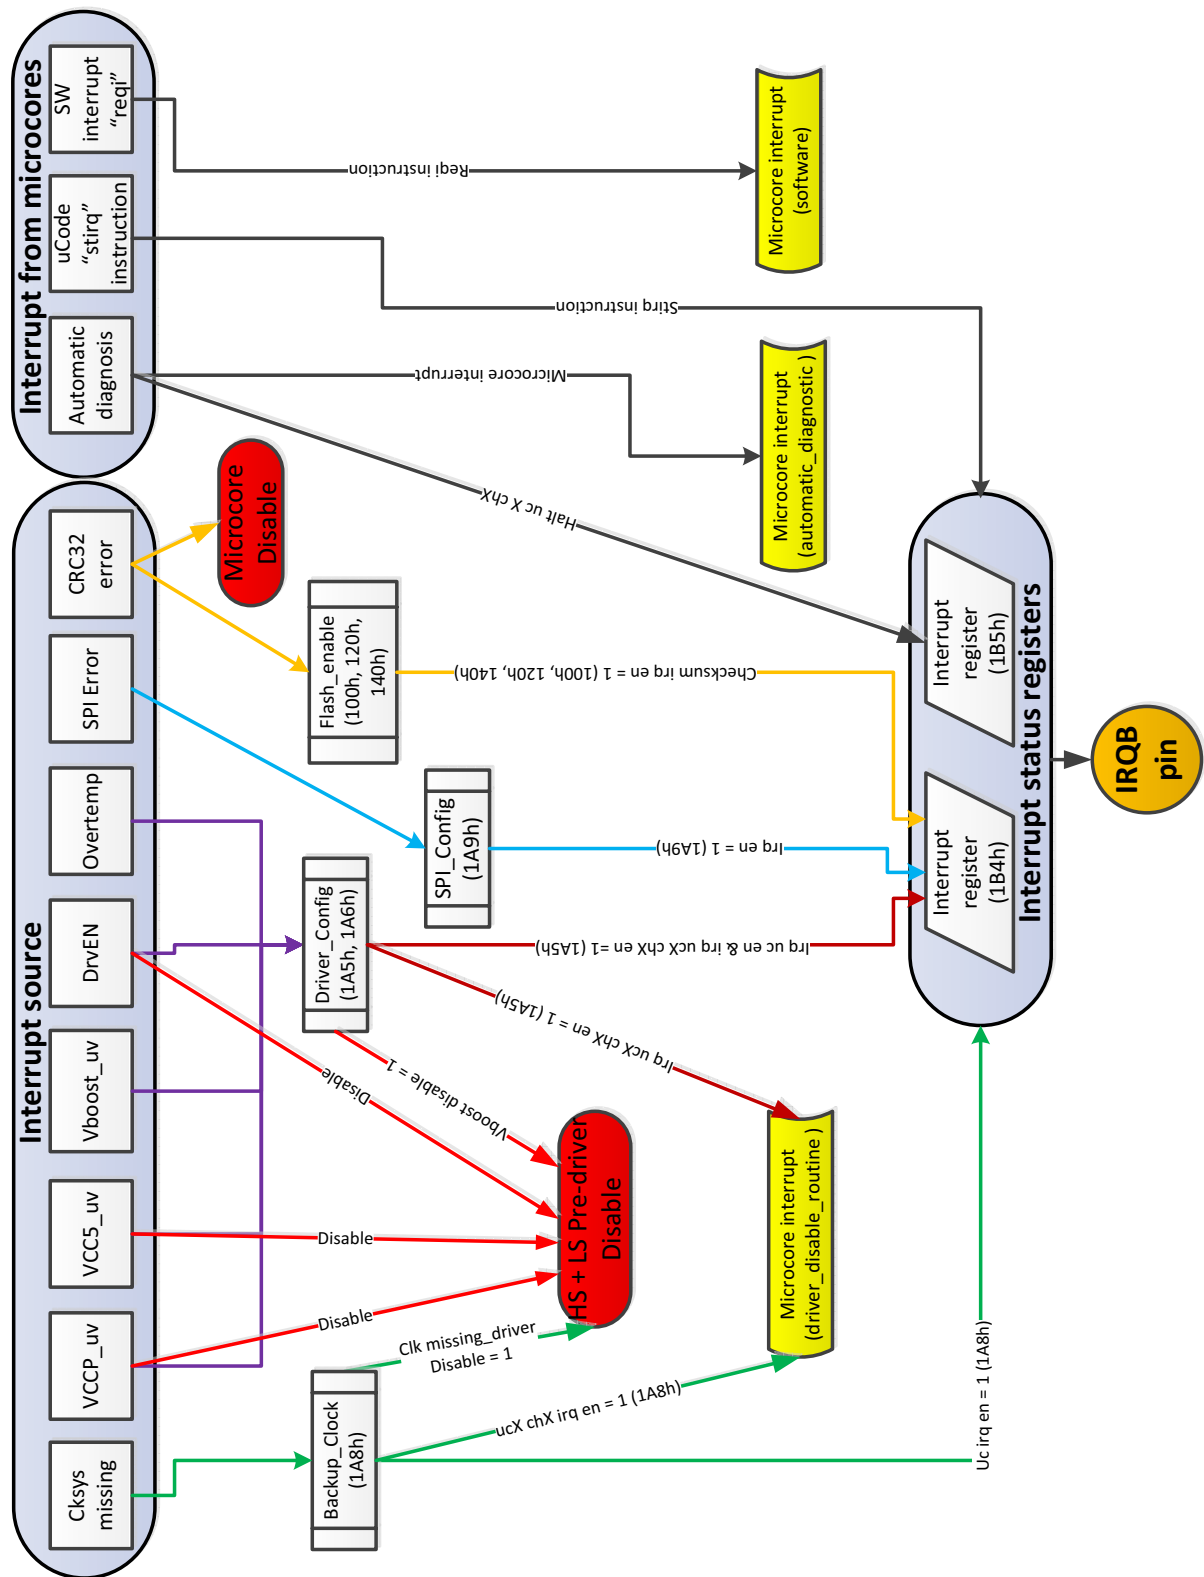 Interrupt source
Cksys
missing
VCCP_uv
VCC5_uv
Vboost_uv
DrvEN
Overtemp
SPI Error
CRC32
error
Interrupt from microcores
Automatic
diagnosis
uCode
“stirq”
instruction
SW
interrupt
“reqi”
Backup_Clock
(1A8h)
Driver_Config
(1A5h, 1A6h)
SPI_Config
(1A9h)
Flash_enable
(100h, 120h,
140h)
Microcore
Disable
Clk missing_driver
Disable = 1
Disable
Disable
Disable
Vboost disable = 1
HS + LS Pre-driver
Disable
ucX chX irq en = 1 (1A8h)
Irq ucX chX en = 1 (1A5h)
Irq uc en & irq ucX chX en =1 (1A5h)
Irq en = 1 (1A9h)
Checksum irq en = 1 (100h, 120h, 140h)
Halt uc X chX
Microcore interrupt
Stirq instruction
Reqi instruction
Microcore interrupt
(driver_disable_routine )
Microcore interrupt
(automatic_diagnostic )
Microcore interrupt
(software)
Uc irq en = 1 (1A8h)
Interrupt
register
(1B4h)
Interrupt
register
(1B5h)
Interrupt status registers
IRQB
pin